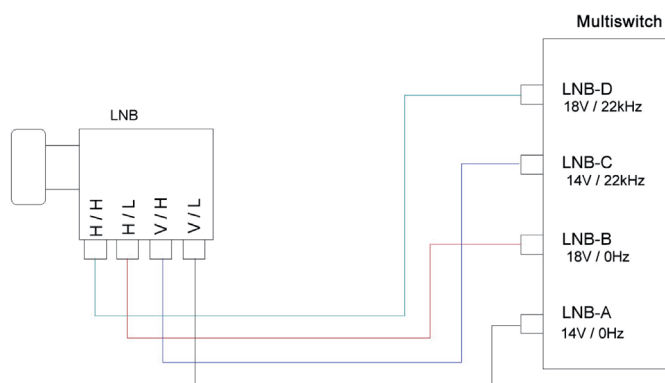 Multiswitch
LNB
LNB-D
18V / 22kHz
LNB-C
14V / 22kHz
LNB-B
18V / 0Hz
LNB-A
14V / 0Hz
H / H
H / L
V / H
V / L